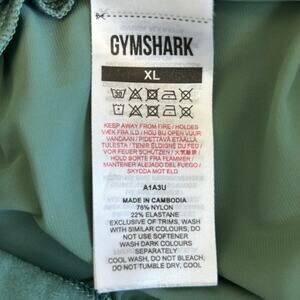 GYMSHARK
XL
KEEP AWAY FROM FIRE / HOLDES
VÆK FRA ILD / HOU BIJ OPEN VUUR
VANDAAN / PIDETTÄVÄ ETÄÄLLÄ
TULESTA / TENIR ÉLOIGNÉ DU FEU /
VOR FEUER SCHÜTZEN /
HOLD SORTE FRA FLAMMER /
MANTENER ALEJADO DEL FUEGO /
SKYDDA MOT ELD
A1A3U
MADE IN CAMBODIA
78% NYLON
22% ELASTANE
EXCLUSIVE OF TRIMS, WASH
WITH SIMILAR COLOURS, DO
NOT USE SOFTENER
WASH DARK COLOURS
SEPARATELY
COOL WASH, DO NOT BLEACH,
DO NOT TUMBLE DRY, COOL